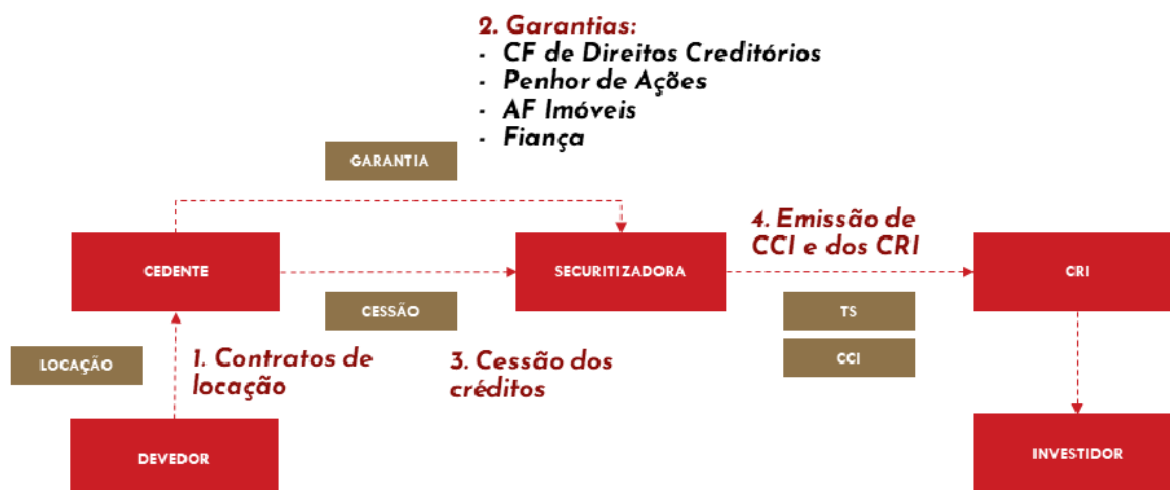 2. Garantias:
- CF de Direitos Creditórios
- Penhor de Ações
- AF Imóveis
- Fiança
GARANTIA
4. Emissão de
CCI e dos CRI
CEDENTE
SECURITIZADORA
CRI
CESSÃO
TS
LOCAÇÃO
1. Contratos de
locação
3. Cessão dos
créditos
CCI
DEVEDOR
INVESTIDOR